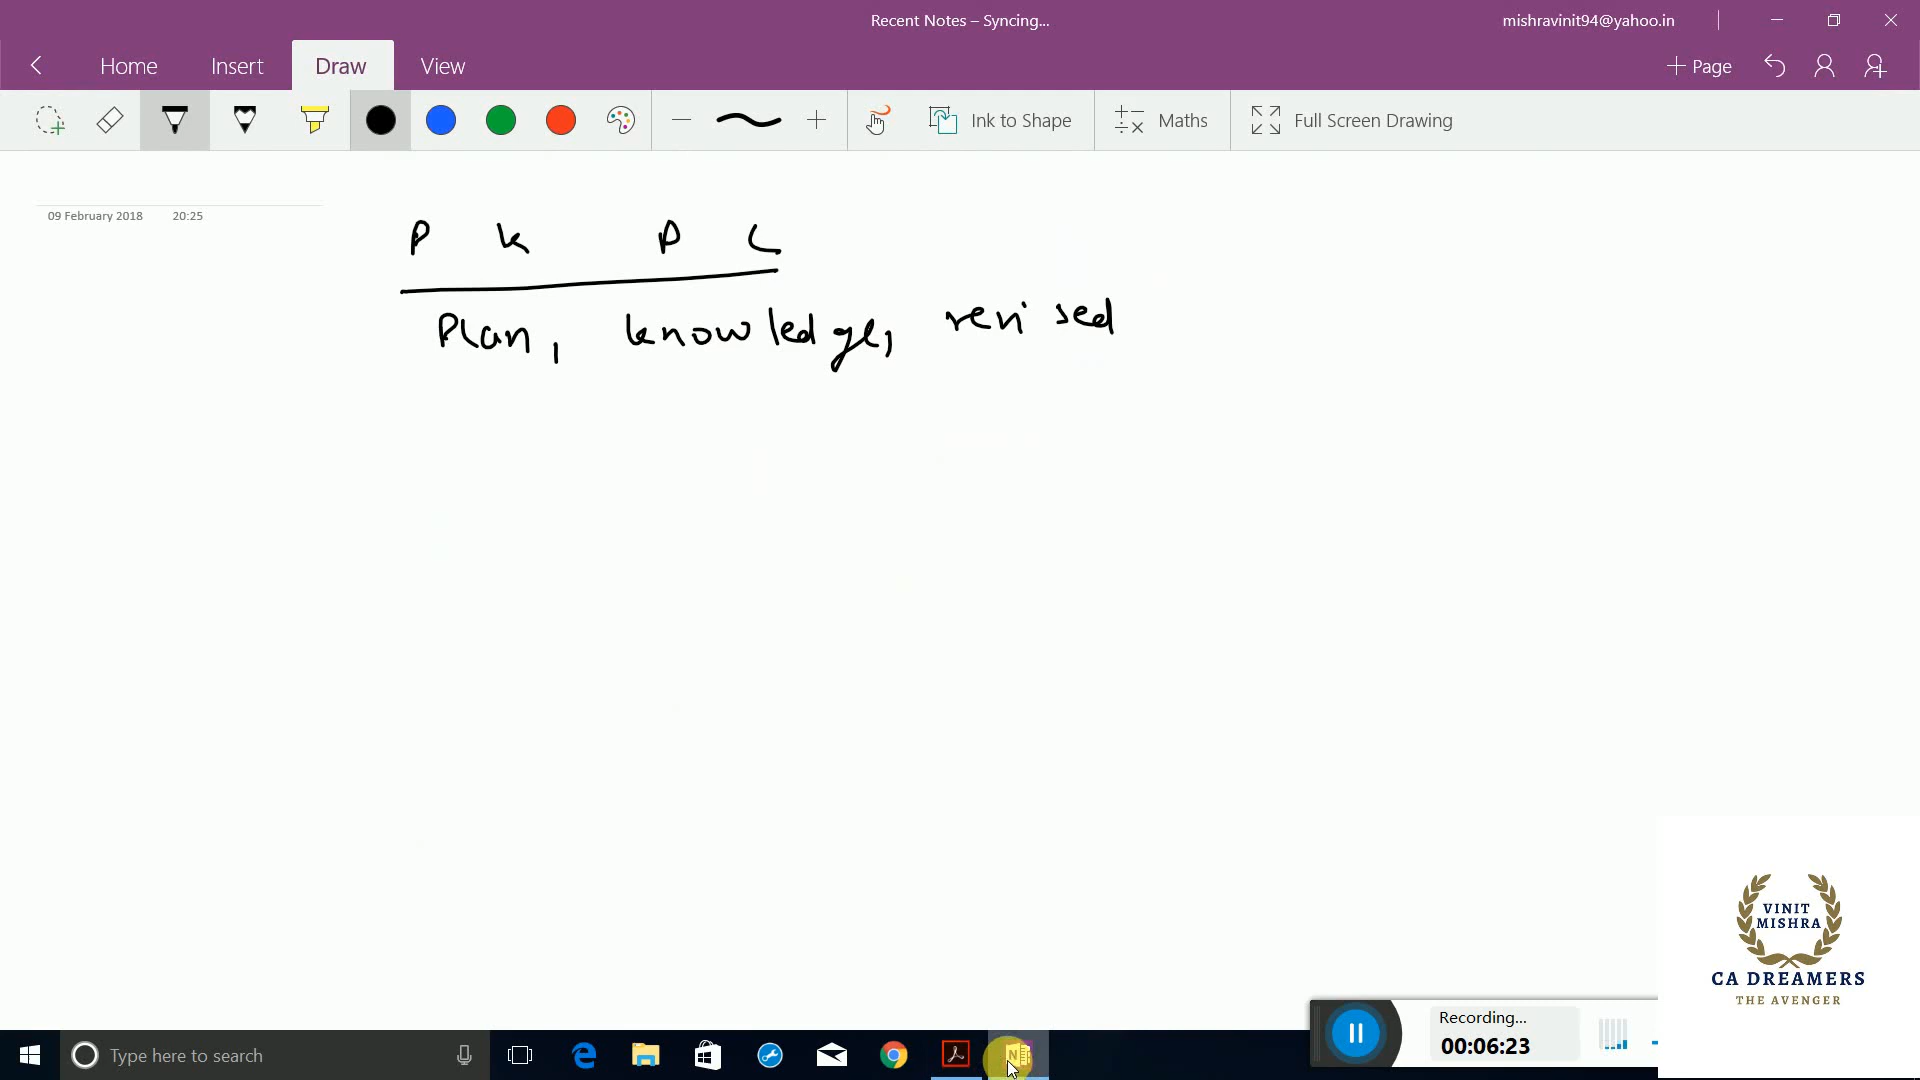 Recent Notes – Syncing...
mishravinit94@yahoo.in
Home Insert Draw View
Page
Ink to Shape Maths Full Screen Drawing
09 February 2018 20:25
P K P C
Plan, knowledge, revised
VINIT
MISHRA
CA DREAMERS
THE AVENGER
Recording...
00:06:23
Type here to search